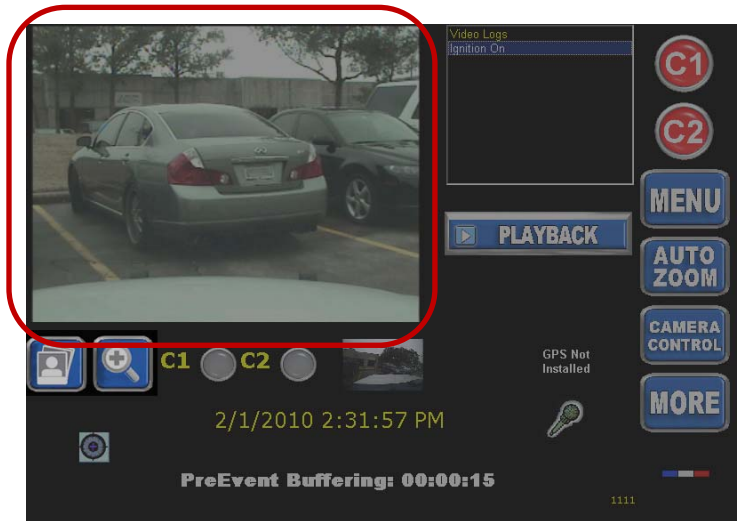 Video Logs
Ignition On
C1
C2
MENU
PLAYBACK
AUTO
ZOOM
CAMERA
CONTROL
C1 C2
GPS Not
Installed
MORE
2/1/2010 2:31:57 PM
PreEvent Buffering: 00:00:15
1111